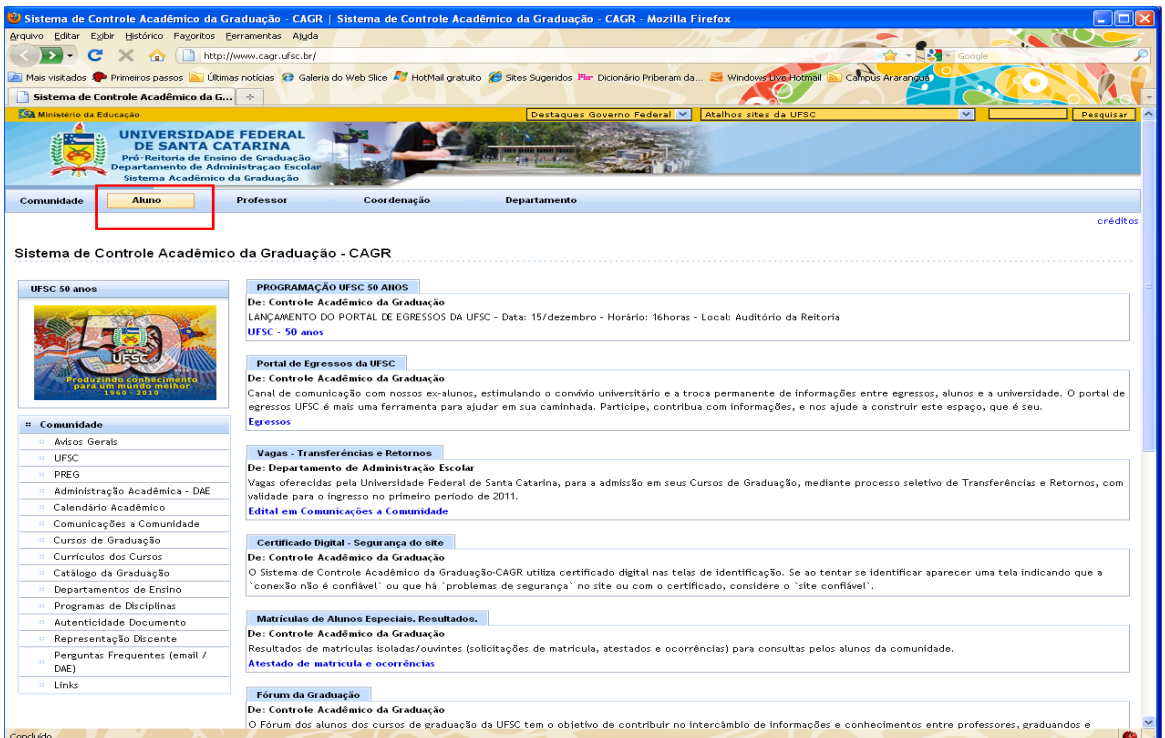 Sistema de Controle Acadêmico da Graduação - CAGR | Sistema de Controle Acadêmico da Graduação - CAGR - Mozilla Firefox
Arquivo Editar Exibir Histórico Favoritos Ferramentas Ajuda
http://www.cagr.ufsc.br/
Google
Mais visitados Primeiros passos Últimas notícias Galeria do Web Slice HotMail gratuito Sites Sugeridos Dicionário Priberam da... Windows Live Hotmail Campus Araranguá
Sistema de Controle Acadêmico da G...
Ministério da Educação
Destaques Governo Federal
Atalhos sites da UFSC
Pesquisar
UNIVERSIDADE FEDERAL
DE SANTA CATARINA
Pró-Reitoria de Ensino de Graduação
Departamento de Administraçao Escolar
Sistema Acadêmico da Graduação
Comunidade Aluno Professor Coordenação Departamento
créditos
Sistema de Controle Acadêmico da Graduação - CAGR
UFSC 50 anos
UFSC
Produzindo conhecimento
para um mundo melhor
1960 - 2010
Comunidade
Avisos Gerais
UFSC
PREG
Administração Acadêmica - DAE
Calendário Acadêmico
Comunicações a Comunidade
Cursos de Graduação
Currículos dos Cursos
Catálogo da Graduação
Departamentos de Ensino
Programas de Disciplinas
Autenticidade Documento
Representação Discente
Perguntas Frequentes (email /
DAE)
Links
PROGRAMAÇÃO UFSC 50 ANOS
De: Controle Acadêmico da Graduação
LANÇAMENTO DO PORTAL DE EGRESSOS DA UFSC - Data: 15/dezembro - Horário: 16horas - Local: Auditório da Reitoria
UFSC - 50 anos
Portal de Egressos da UFSC
De: Controle Acadêmico da Graduação
Canal de comunicação com nossos ex-alunos, estimulando o convivio universitário e a troca permanente de informações entre egressos, alunos e a universidade. O portal de
egressos UFSC é mais uma ferramenta para ajudar em sua caminhada. Participe, contribua com informações, e nos ajude a construir este espaço, que é seu.
Egressos
Vagas - Transferências e Retornos
De: Departamento de Administração Escolar
Vagas oferecidas pela Universidade Federal de Santa Catarina, para a admissão em seus Cursos de Graduação, mediante processo seletivo de Transferências e Retornos, com
validade para o ingresso no primeiro período de 2011.
Edital em Comunicações a Comunidade
Certificado Digital - Segurança do site
De: Controle Acadêmico da Graduação
O Sistema de Controle Acadêmico da Graduação-CAGR utiliza certificado digital nas telas de identificação. Se ao tentar se identificar aparecer uma tela indicando que a
`conexão não é confiável` ou que há `problemas de segurança` no site ou com o certificado, considere o `site confiável`.
Matrículas de Alunos Especiais. Resultados.
De: Controle Acadêmico da Graduação
Resultados de matriculas isoladas/ouvintes (solicitações de matricula, atestados e ocorrências) para consultas pelos alunos da comunidade.
Atestado de matricula e ocorrências
Fórum da Graduação
De: Controle Acadêmico da Graduação
O Fórum dos alunos dos cursos de graduação da UFSC tem o objetivo de contribuir no intercâmbio de informações e conhecimentos entre professores, graduandos e
Concluído